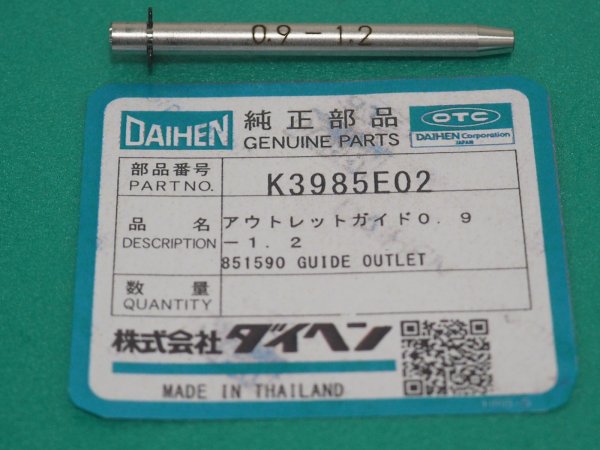 0.9-1.2
DAIHEN 純正部品 OTC
GENUINE PARTS DAIHEN Corporation
JAPAN
部品番号
PART NO. K3985E02
品名 アウトレットガイド0.9
DESCRIPTION -1.2
851590 GUIDE OUTLET
数量
QUANTITY
株式会社ダイヘン
MADE IN THAILAND